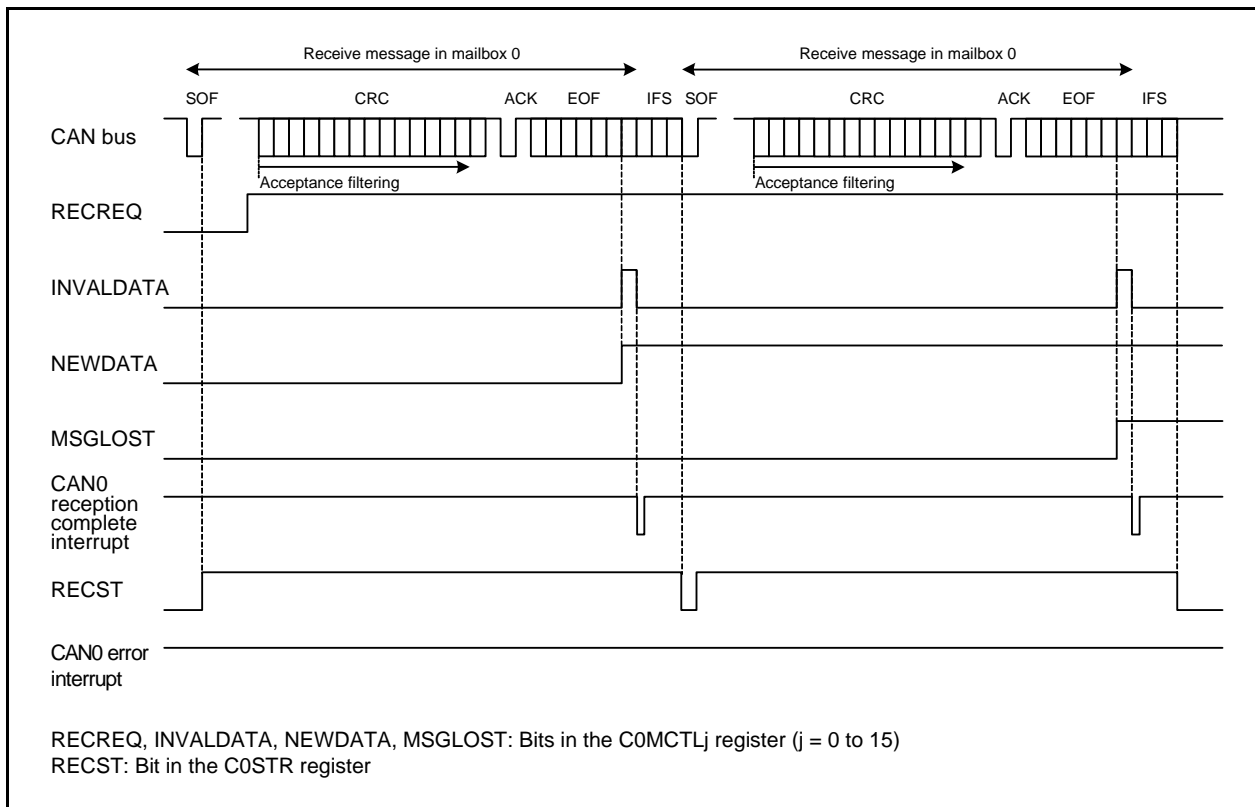 Receive message in mailbox 0 Receive message in mailbox 0
SOF CRC ACK EOF IFS SOF CRC ACK EOF IFS
CAN bus
Acceptance filtering Acceptance filtering
RECREQ
INVALDATA
NEWDATA
MSGLOST
CAN0
reception
complete
interrupt
RECST
CAN0 error
interrupt
RECREQ, INVALDATA, NEWDATA, MSGLOST: Bits in the C0MCTLj register (j = 0 to 15)
RECST: Bit in the C0STR register